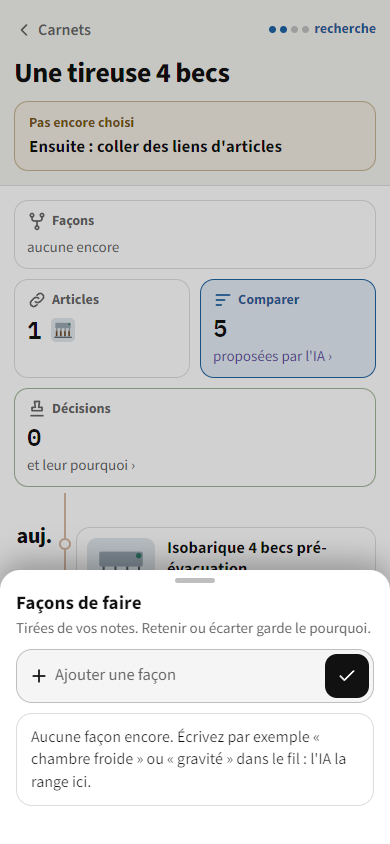 Carnets
recherche
Une tireuse 4 becs
Pas encore choisi
Ensuite : coller des liens d'articles
Façons
aucune encore
Articles
1
Comparer
5
proposées par l'IA ›
Décisions
0
et leur pourquoi ›
auj.
Isobarique 4 becs pré-
évacuation
Façons de faire
Tirées de vos notes. Retenir ou écarter garde le pourquoi.
Ajouter une façon
Aucune façon encore. Écrivez par exemple «
chambre froide » ou « gravité » dans le fil : l'IA la
range ici.